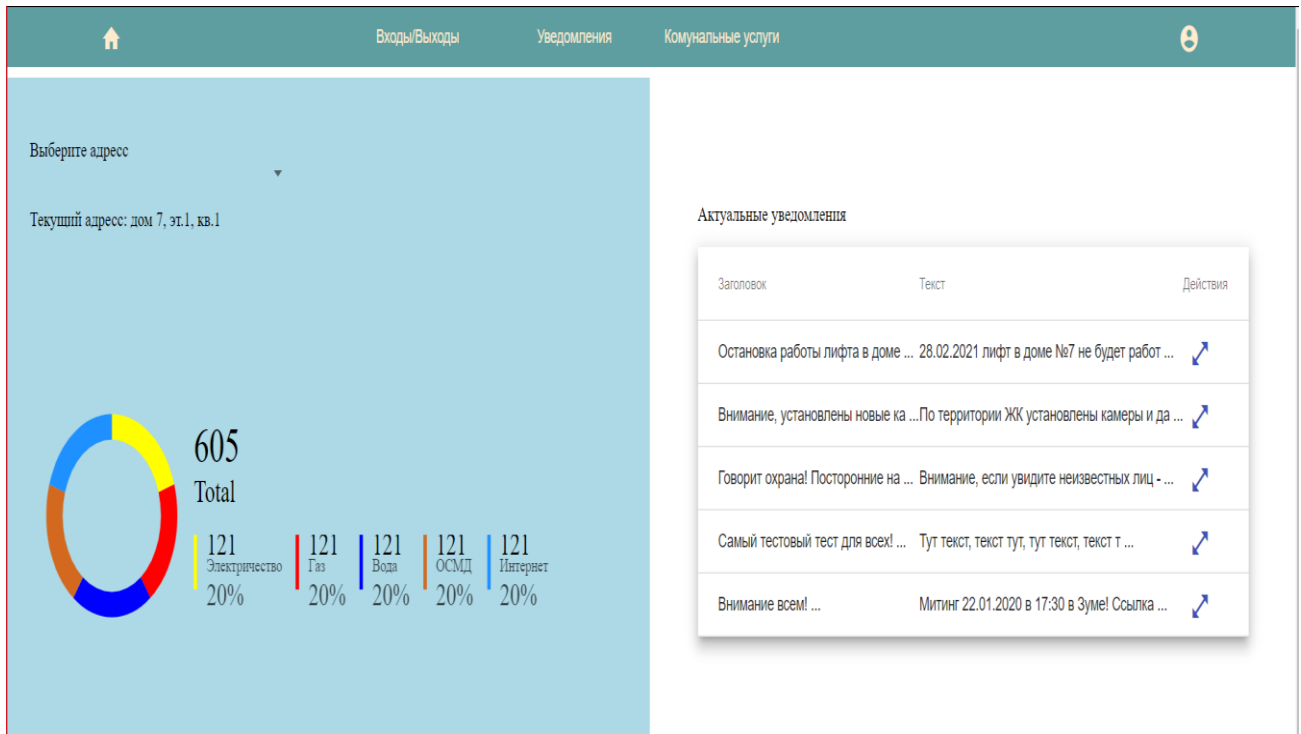 Входы/Выходы Уведомления Комунальные услуги
Выберите адресс
Текущий адресс: дом 7, эт.1, кв.1
605
Total
121 121 121 121 121
Электричество Газ Вода ОСМД Интернет
20% 20% 20% 20% 20%
Актуальные уведомления
Заголовок Текст Действия
Остановка работы лифта в доме ... 28.02.2021 лифт в доме №7 не будет работ ...
Внимание, установлены новые ка ... По территории ЖК установлены камеры и да ...
Говорит охрана! Посторонние на ... Внимание, если увидите неизвестных лиц - ...
Самый тестовый тест для всех! ... Тут текст, текст тут, тут текст, текст т ...
Внимание всем! ... Митинг 22.01.2020 в 17:30 в Зуме! Ссылка ...